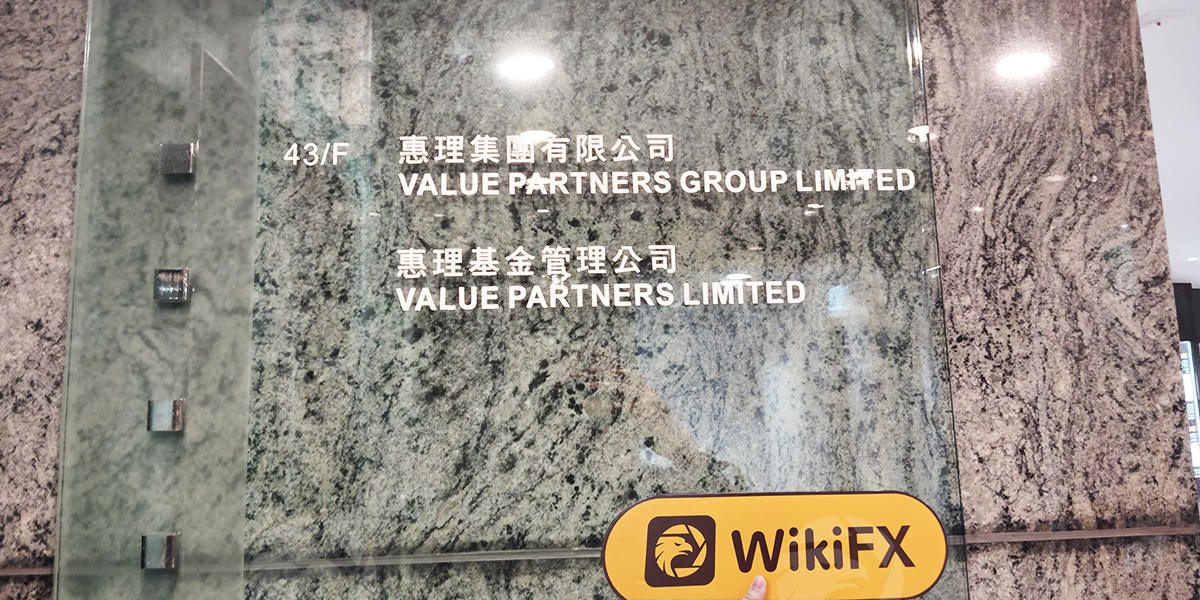 43/F 惠理集團有限公司
VALUE PARTNERS GROUP LIMITED
惠理基金管理公司
VALUE PARTNERS LIMITED
WikiFX